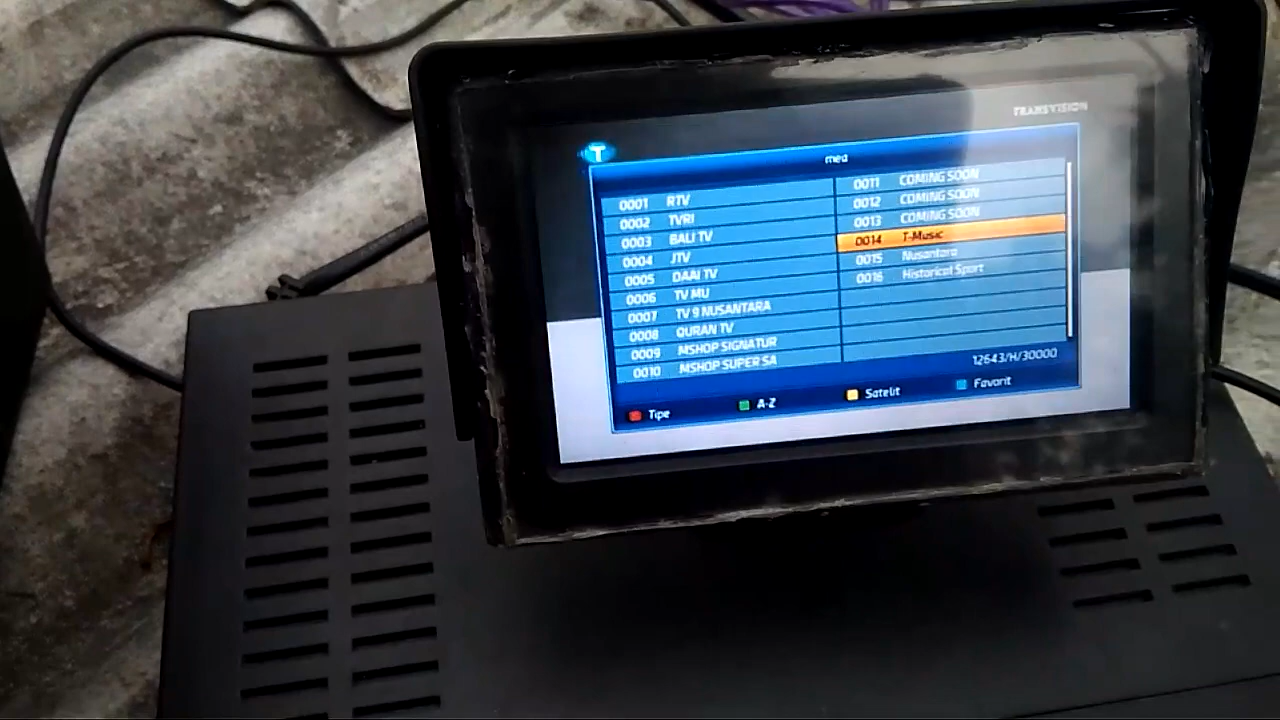 TRANSVISION
T
mea
0001 RTV
0002 TVRI
0003 BALI TV
0004 JTV
0005 DAAI TV
0006 TV MU
0007 TV 9 NUSANTARA
0008 QURAN TV
0009 MSHOP SIGNATUR
0010 MSHOP SUPER SA
0011 COMING SOON
0012 COMING SOON
0013 COMING SOON
0014 T-Music
0015 Nusantara
0016 Historical Sport
12643/H/30000
Tipe A-Z Satelit Favorit